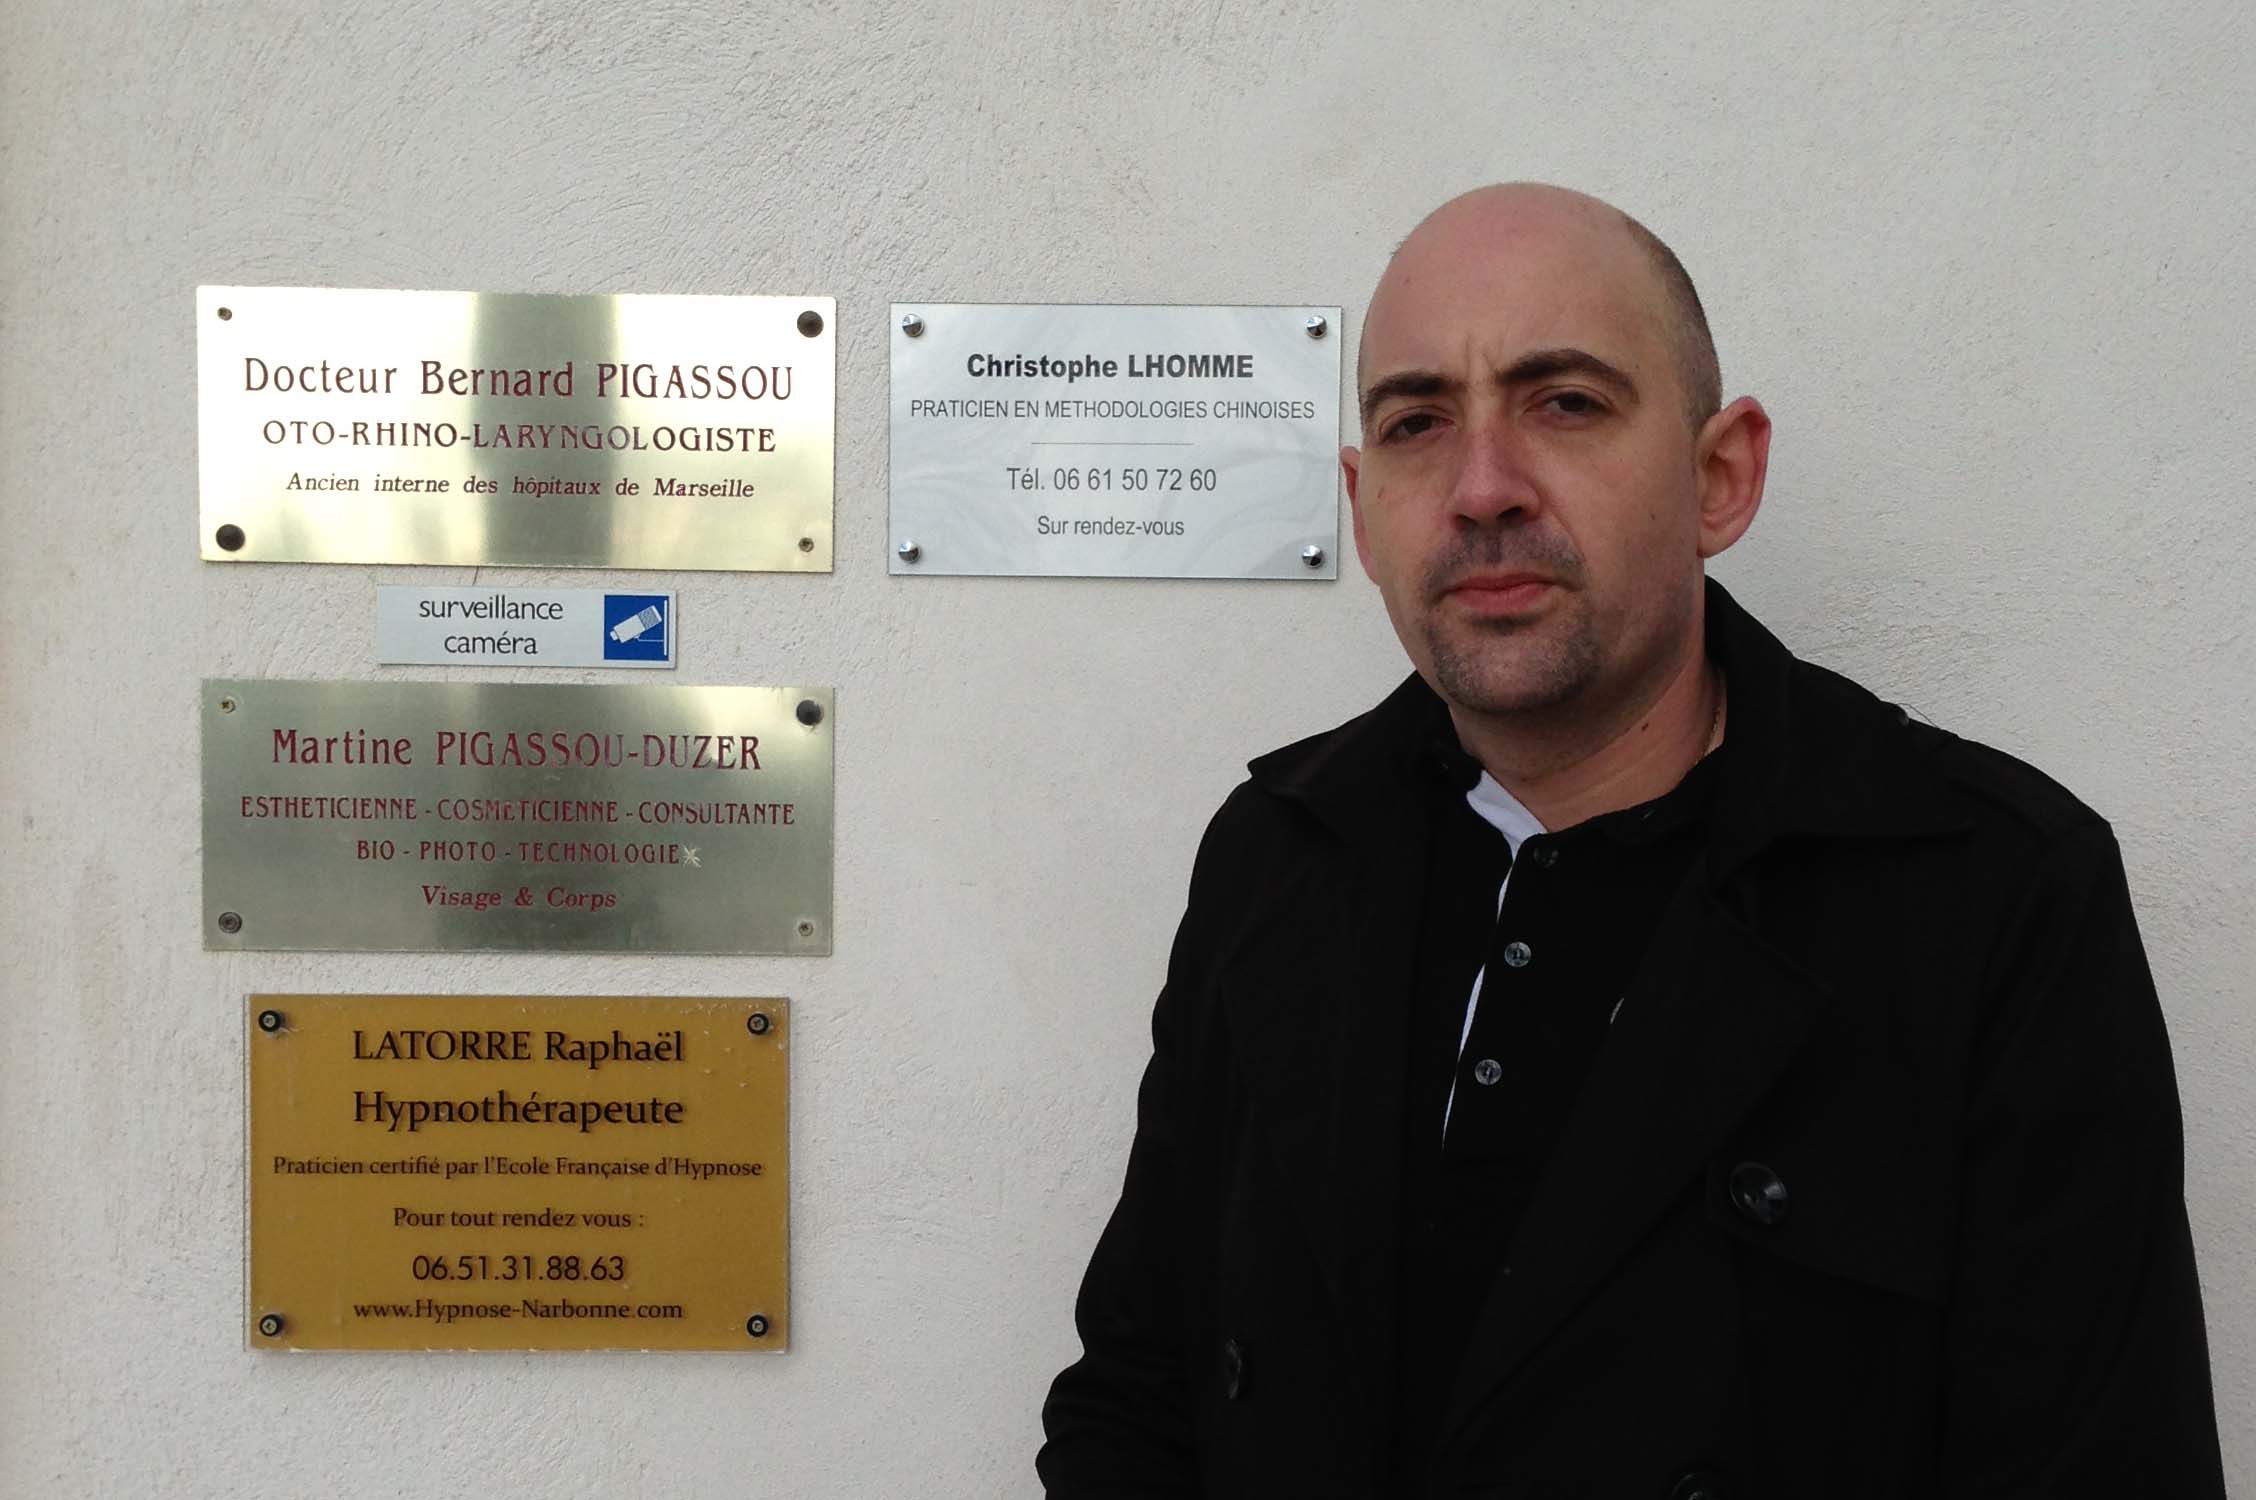 Docteur Bernard PIGASSOU
OTO-RHINO-LARYNGOLOGISTE
Ancien interne des hôpitaux de Marseille
Christophe LHOMME
PRATICIEN EN METHODOLOGIES CHINOISES
Tél. 06 61 50 72 60
Sur rendez-vous
surveillance
caméra
Martine PIGASSOU-DUZER
ESTHETICIENNE - COSMETICIENNE - CONSULTANTE
BIO - PHOTO - TECHNOLOGIE
Visage & Corps
LATORRE Raphaël
Hypnothérapeute
Praticien certifié par l'Ecole Française d'Hypnose
Pour tout rendez vous :
06.51.31.88.63
www.Hypnose-Narbonne.com